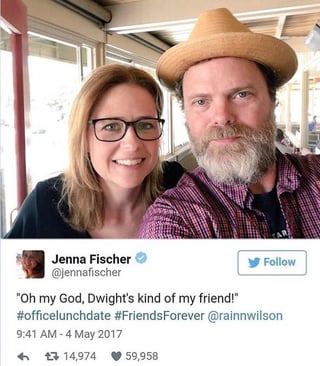 Jenna Fischer
@jennafischer
Follow
"Oh my God, Dwight's kind of my friend!"
#officelunchdate #FriendsForever @rainnwilson
9:41 AM - 4 May 2017
14,974 59,958